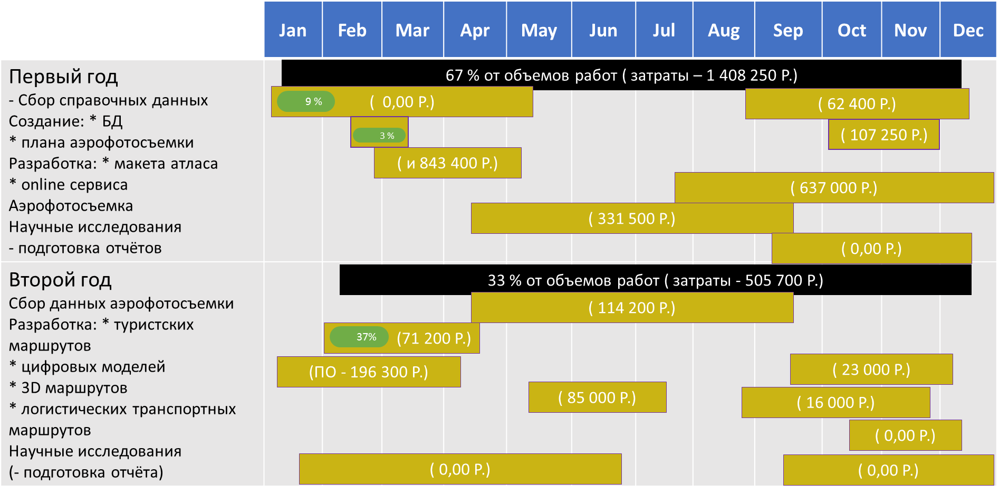 Jan Feb Mar Apr May Jun Jul Aug Sep Oct Nov Dec
Первый год
- Сбор справочных данных
Создание: * БД
* плана аэрофотосъемки
Разработка: * макета атласа
* online сервиса
Аэрофотосъемка
Научные исследования
- подготовка отчётов
67 % от объемов работ ( затраты – 1 408 250 Р.)
9 % ( 0,00 Р.) ( 62 400 Р.)
3 % ( 107 250 Р.)
( и 843 400 Р.)
( 637 000 Р.)
( 331 500 Р.)
( 0,00 Р.)
Второй год
Сбор данных аэрофотосъемки
Разработка: * туристских
маршрутов
* цифровых моделей
* 3D маршрутов
* логистических транспортных
маршрутов
Научные исследования
(- подготовка отчёта)
33 % от объемов работ ( затраты - 505 700 Р.)
( 114 200 Р.)
37% (71 200 Р.)
(ПО - 196 300 Р.) ( 23 000 Р.)
( 85 000 Р.) ( 16 000 Р.)
( 0,00 Р.)
( 0,00 Р.) ( 0,00 Р.)